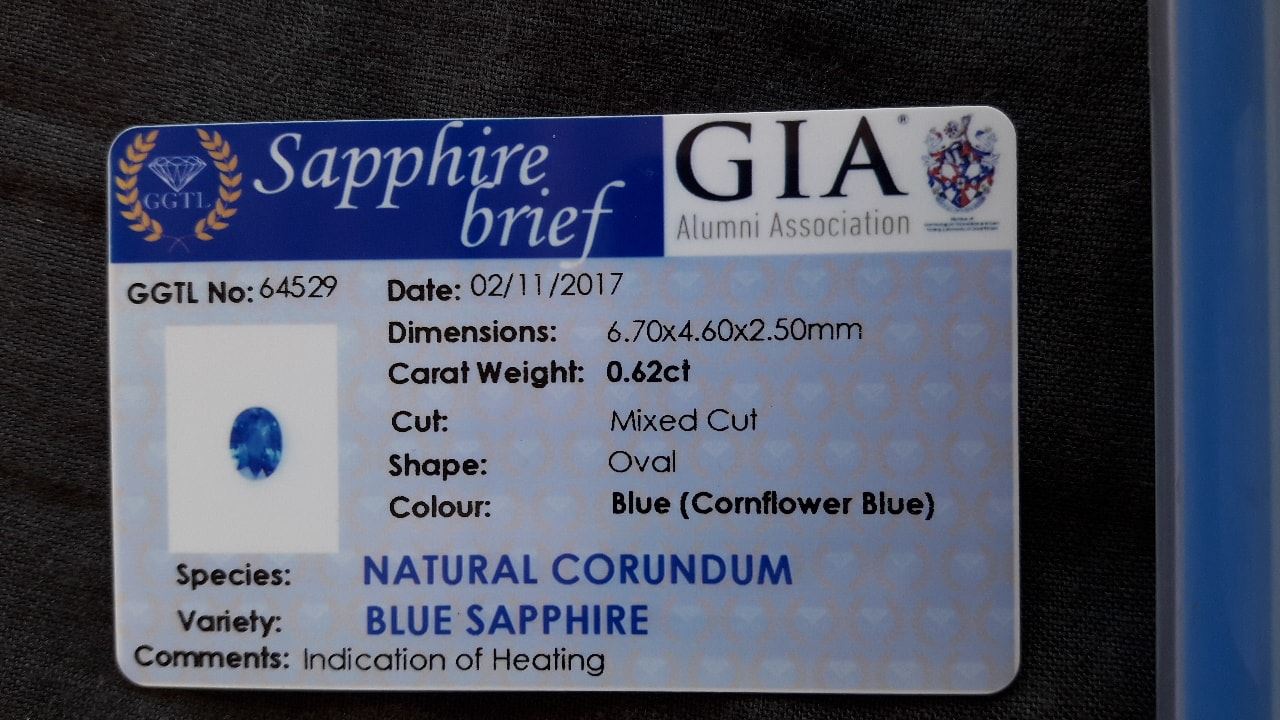 GGTL
Sapphire
brief
GIA®
Alumni Association
GGTL No: 64529
Date: 02/11/2017
Dimensions: 6.70x4.60x2.50mm
Carat Weight: 0.62ct
Cut: Mixed Cut
Shape: Oval
Colour: Blue (Cornflower Blue)
Species: NATURAL CORUNDUM
Variety: BLUE SAPPHIRE
Comments: Indication of Heating